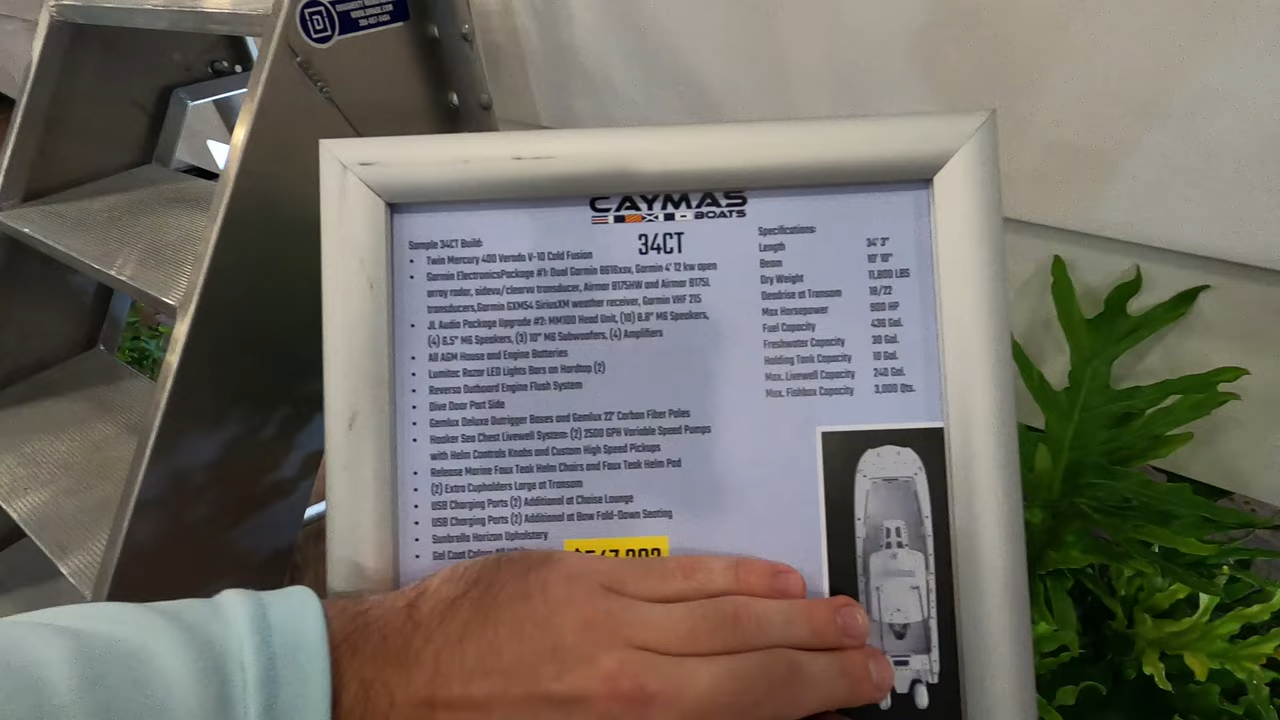 DOUGHERTY
CAYMAS
BOATS
34CT
Sample 34CT Build:
• Twin Mercury 400 Verado V-10 Cold Fusion
• Garmin ElectronicsPackage #1: Dual Garmin 8616xsv, Garmin 4' 12 kw open
array radar, sidevu/clearvu transducer, Airmar B175HW and Airmar B175L
transducers,Garmin GXM54 SiriusXM weather receiver, Garmin VHF 215
• JL Audio Package Upgrade #2: MM100 Head Unit, (10) 8.8" M6 Speakers,
(4) 6.5" M6 Speakers, (3) 10" M6 Subwoofers, (4) Amplifiers
• All AGM House and Engine Batteries
• Lumitec Razor LED Lights Bars on Hardtop (2)
• Reverso Outboard Engine Flush System
• Dive Door Port Side
• Gemlux Deluxe Outrigger Bases and Gemlux 22' Carbon Fiber Poles
• Hooker Sea Chest Livewell System: (2) 2500 GPH Variable Speed Pumps
with Helm Controls Knobs and Custom High Speed Pickups
• Release Marine Faux Teak Helm Chairs and Faux Teak Helm Pod
• (2) Extra Cupholders Large at Transom
• USB Charging Ports (2) Additional at Chaise Lounge
• USB Charging Ports (2) Additional at Bow Fold-Down Seating
• Sunbrella Horizon Upholstery
• Gel Coat
Specifications:
Length 34' 3"
Beam 10' 10"
Dry Weight 11,800 LBS
Deadrise at Transom 18/22
Max Horsepower 900 HP
Fuel Capacity 436 Gal.
Freshwater Capacity 30 Gal.
Holding Tank Capacity 10 Gal.
Max. Livewell Capacity 240 Gal.
Max. Fishbox Capacity 3,000 Qts.